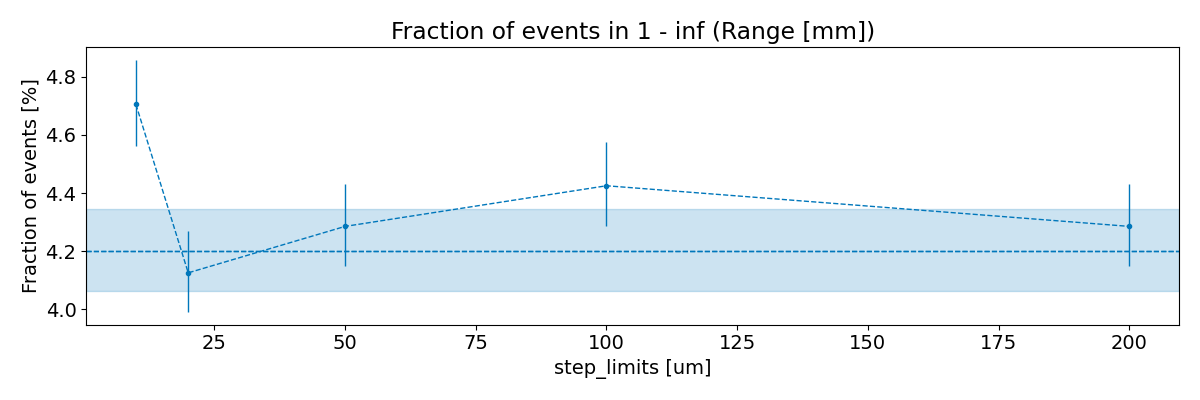 Fraction of events in 1 - inf (Range [mm])
Fraction of events [%]
4.8
4.6
4.4
4.2
4.0
25 50 75 100 125 150 175 200
step_limits [um]